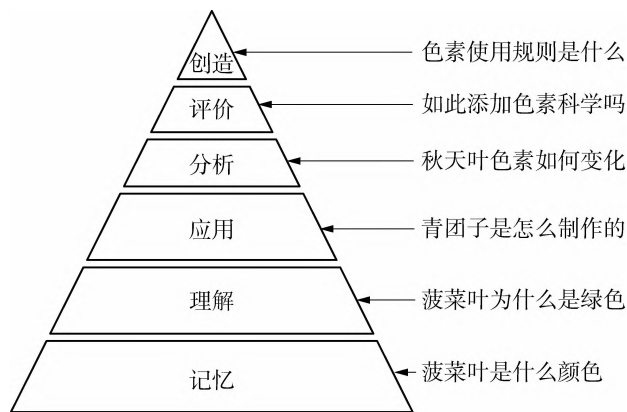 创造 色素使用规则是什么
评价 如此添加色素科学吗
分析 秋天叶色素如何变化
应用 青团子是怎么制作的
理解 菠菜叶为什么是绿色
记忆 菠菜叶是什么颜色